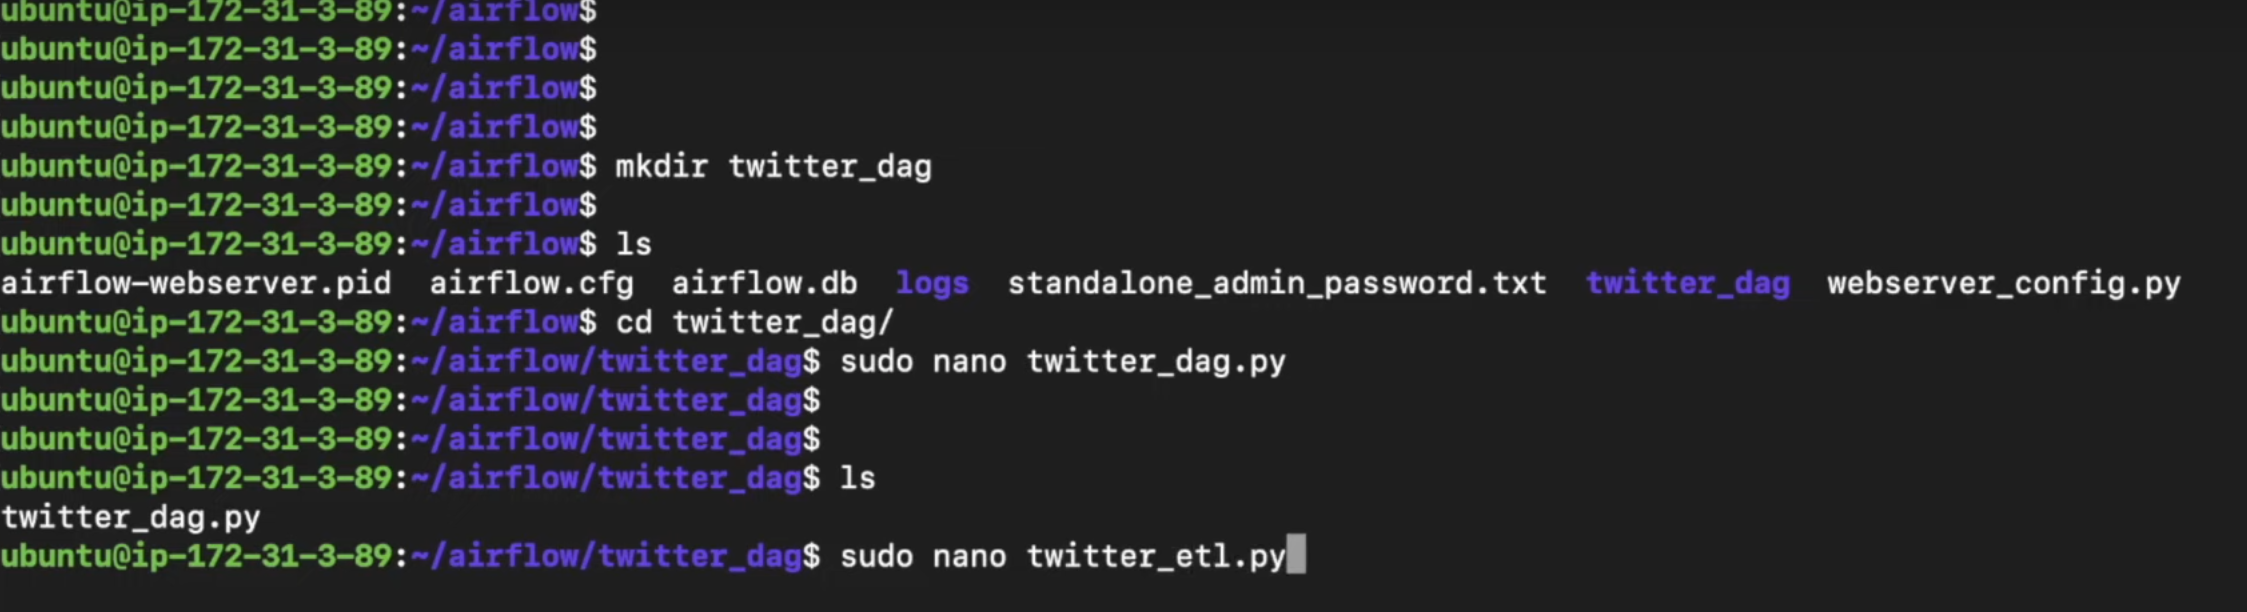 ubuntu@ip-172-31-3-89:~/airflow$
ubuntu@ip-172-31-3-89:~/airflow$
ubuntu@ip-172-31-3-89:~/airflow$
ubuntu@ip-172-31-3-89:~/airflow$
ubuntu@ip-172-31-3-89:~/airflow$ mkdir twitter_dag
ubuntu@ip-172-31-3-89:~/airflow$
ubuntu@ip-172-31-3-89:~/airflow$ ls
airflow-webserver.pid airflow.cfg airflow.db logs standalone_admin_password.txt twitter_dag webserver_config.py
ubuntu@ip-172-31-3-89:~/airflow$ cd twitter_dag/
ubuntu@ip-172-31-3-89:~/airflow/twitter_dag$ sudo nano twitter_dag.py
ubuntu@ip-172-31-3-89:~/airflow/twitter_dag$
ubuntu@ip-172-31-3-89:~/airflow/twitter_dag$
ubuntu@ip-172-31-3-89:~/airflow/twitter_dag$ ls
twitter_dag.py
ubuntu@ip-172-31-3-89:~/airflow/twitter_dag$ sudo nano twitter_etl.py